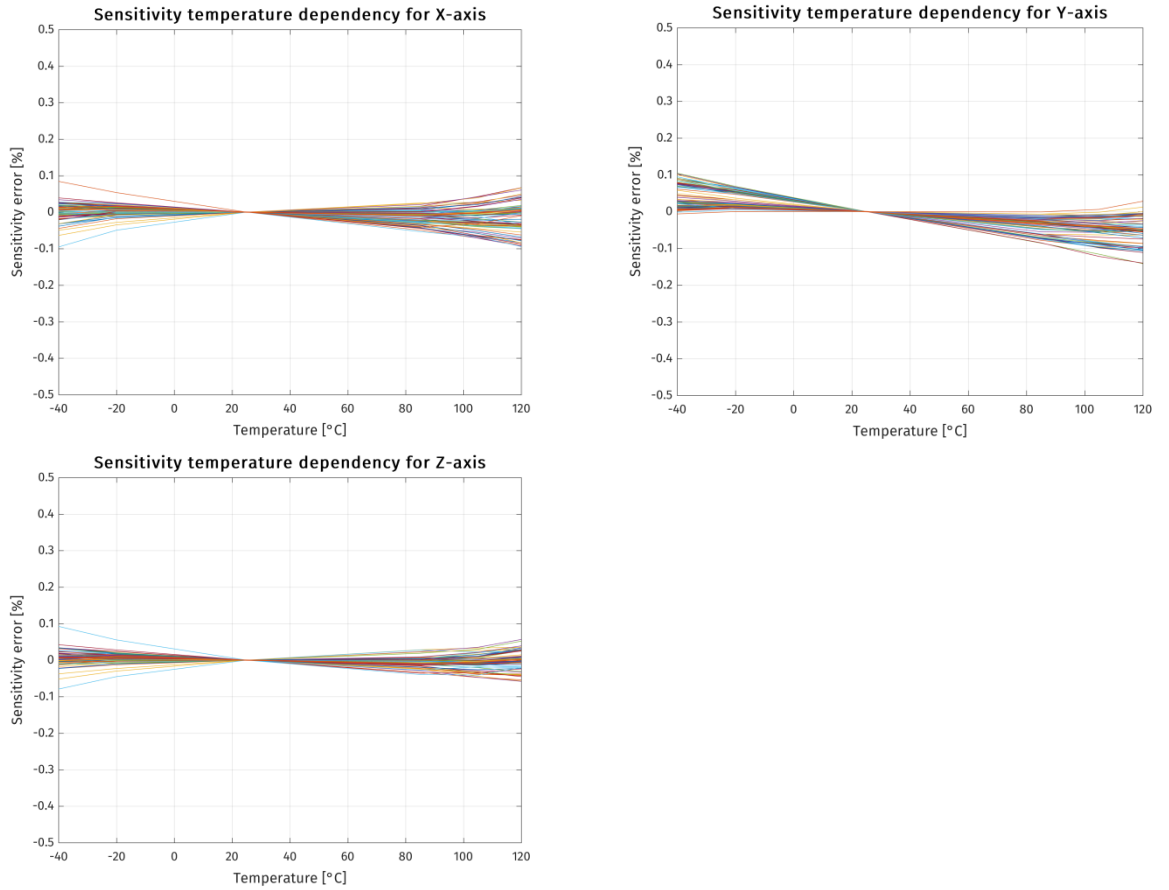 Sensitivity temperature dependency for X-axis
0.5
0.4
0.3
0.2
0.1
0
-0.1
-0.2
-0.3
-0.4
-0.5
Sensitivity error [%]
-40 -20 0 20 40 60 80 100 120
Temperature [°C]
Sensitivity temperature dependency for Y-axis
0.5
0.4
0.3
0.2
0.1
0
-0.1
-0.2
-0.3
-0.4
-0.5
Sensitivity error [%]
-40 -20 0 20 40 60 80 100 120
Temperature [°C]
Sensitivity temperature dependency for Z-axis
0.5
0.4
0.3
0.2
0.1
0
-0.1
-0.2
-0.3
-0.4
-0.5
Sensitivity error [%]
-40 -20 0 20 40 60 80 100 120
Temperature [°C]